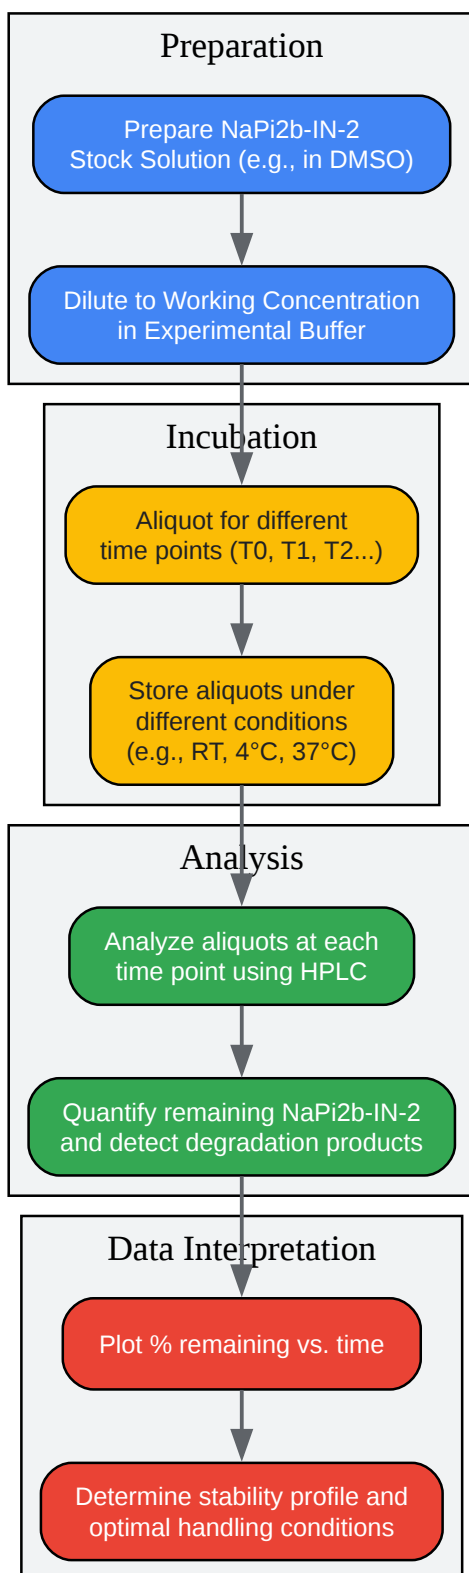 Preparation
Prepare NaPi2b-IN-2
Stock Solution (e.g., in DMSO)
Dilute to Working Concentration
in Experimental Buffer
Incubation
Aliquot for different
time points (T0, T1, T2...)
Store aliquots under
different conditions
(e.g., RT, 4°C, 37°C)
Analysis
Analyze aliquots at each
time point using HPLC
Quantify remaining NaPi2b-IN-2
and detect degradation products
Data Interpretation
Plot % remaining vs. time
Determine stability profile and
optimal handling conditions